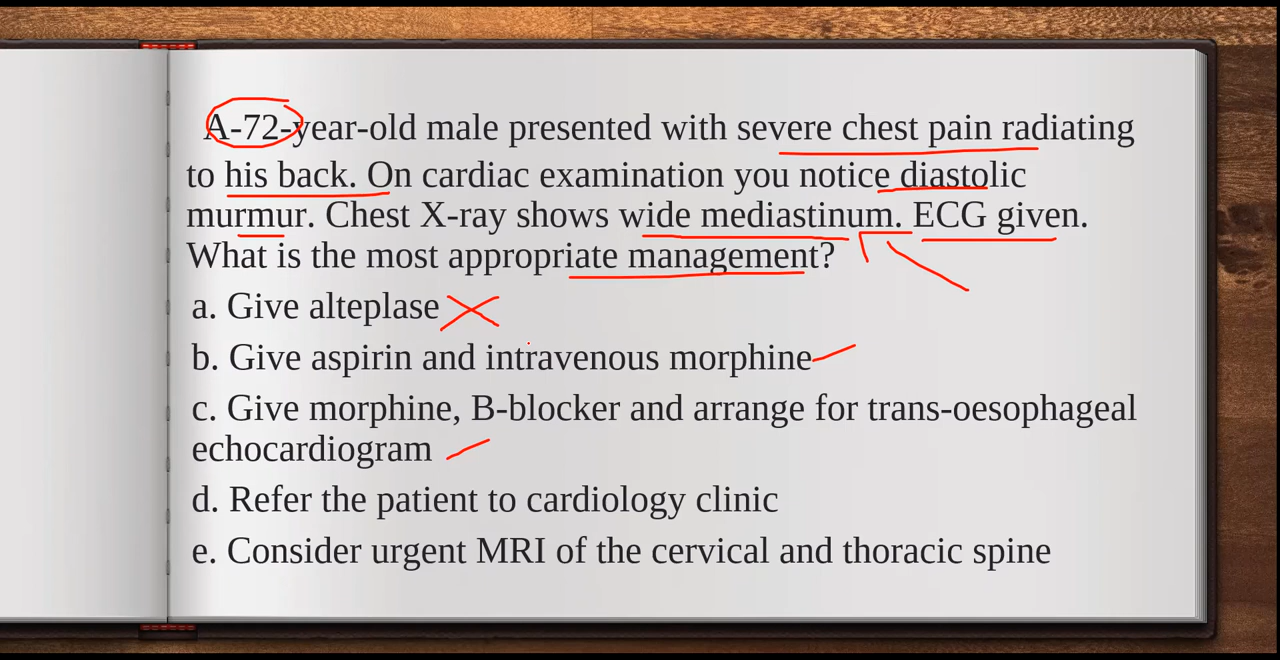 A-72-year-old male presented with severe chest pain radiating
to his back. On cardiac examination you notice diastolic
murmur. Chest X-ray shows wide mediastinum. ECG given.
What is the most appropriate management?
a. Give alteplase
b. Give aspirin and intravenous morphine
c. Give morphine, B-blocker and arrange for trans-oesophageal
echocardiogram
d. Refer the patient to cardiology clinic
e. Consider urgent MRI of the cervical and thoracic spine